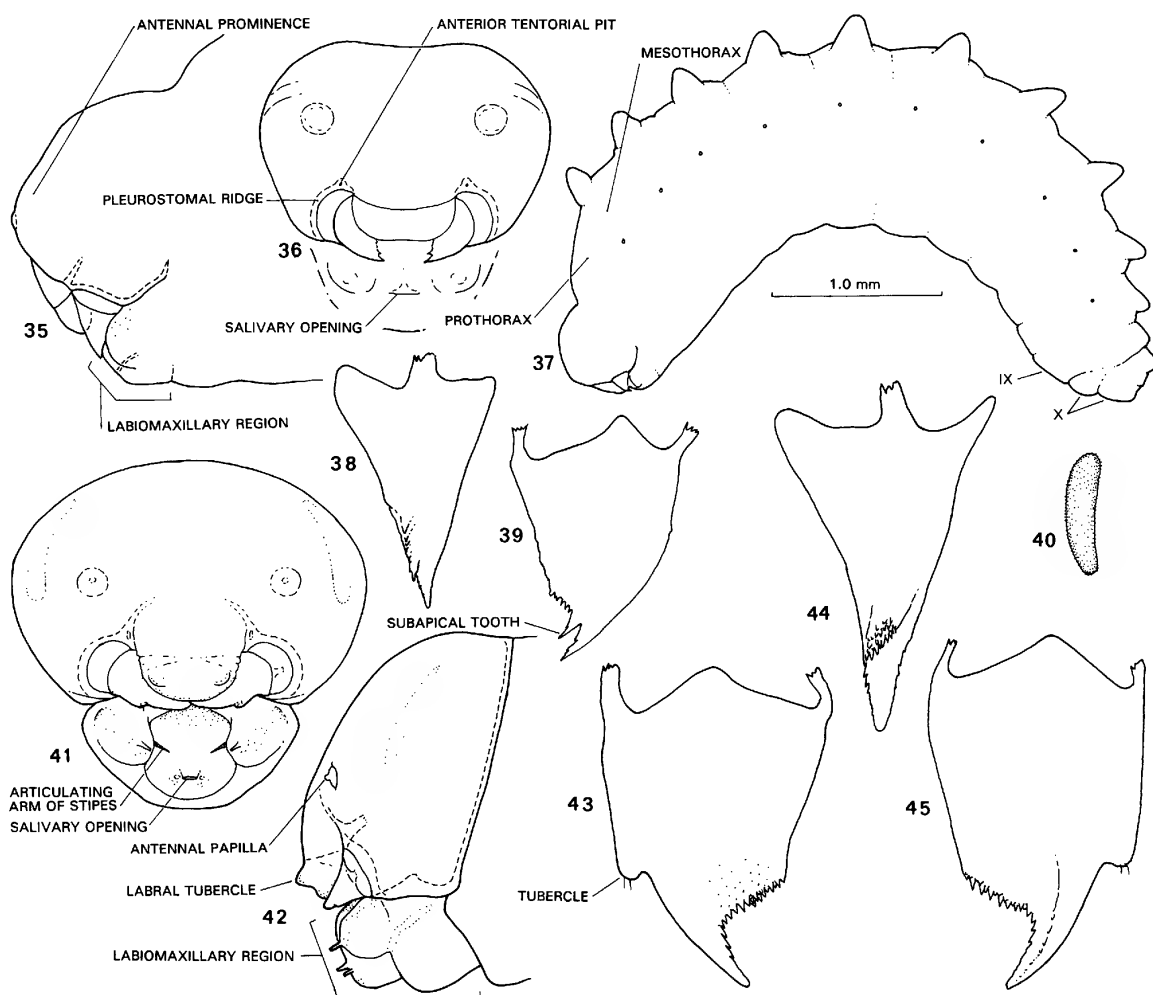 ANTENNAL PROMINENCE
ANTERIOR TENTORIAL PIT
MESOTHORAX
PLEUROSTOMAL RIDGE
36
1.0 mm
SALIVARY OPENING
PROTHORAX
35
37
IX
X
LABIOMAXILLARY REGION
38
39
40
44
SUBAPICAL TOOTH
41
43
45
ARTICULATING
ARM OF STIPES
SALIVARY OPENING
ANTENNAL PAPILLA
LABRAL TUBERCLE
TUBERCLE
42
LABIOMAXILLARY REGION